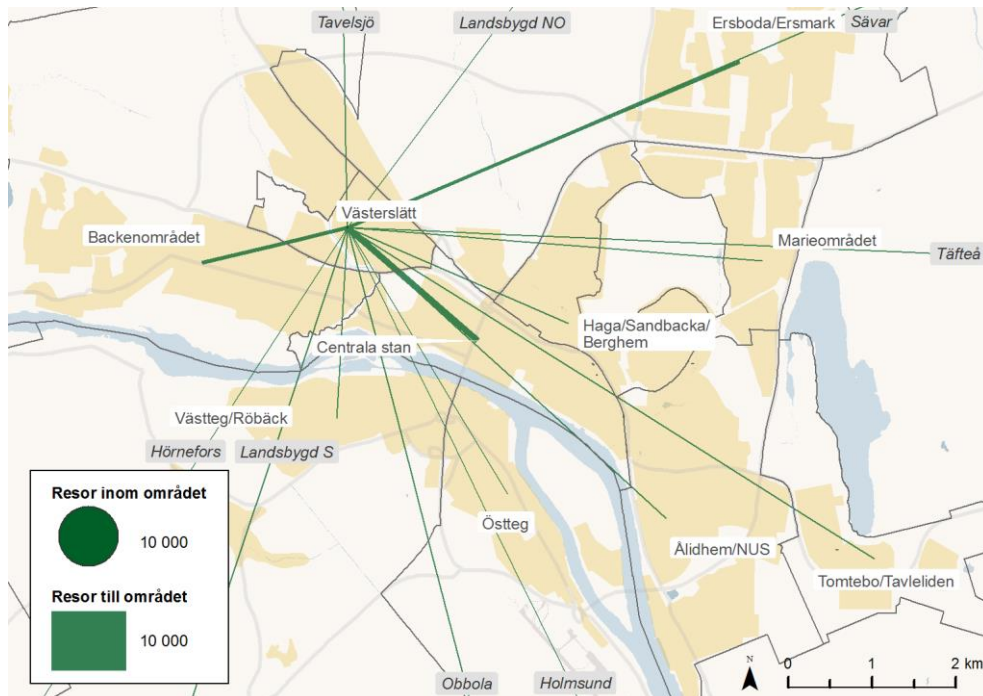 Tavelsjö
Landsbygd NO
Ersboda/Ersmark
Sävar
Västerslätt
Backenområdet
Marieområdet
Täfteå
Haga/Sandbacka/
Berghem
Centrala stan
Västteg/Röbäck
Hörnefors
Landsbygd S
Östteg
Ålidhem/NUS
Tomtebo/Tavleliden
Obbola
Holmsund
Resor inom området
10 000
Resor till området
10 000
N
0 1 2 km